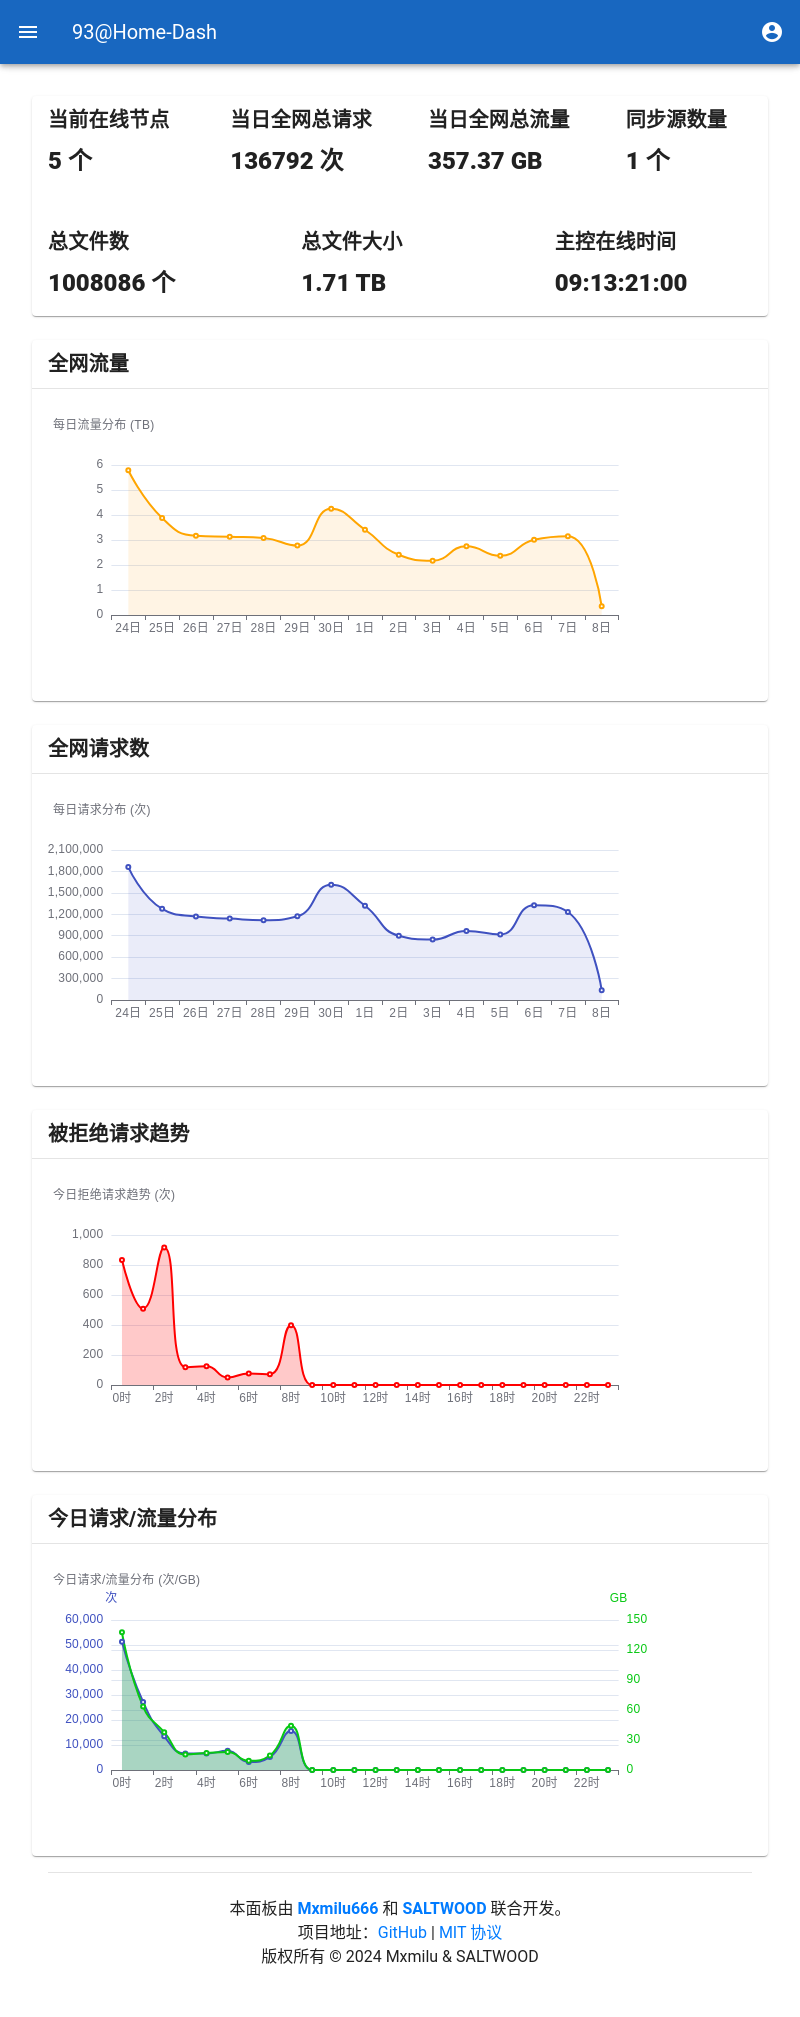 93@Home-Dash
当前在线节点 当日全网总请求 当日全网总流量 同步源数量
5 个 136792 次 357.37 GB 1 个
总文件数 总文件大小 主控在线时间
1008086 个 1.71 TB 09:13:21:00
全网流量
每日流量分布 (TB)
6
5
4
3
2
1
0
24日 25日 26日 27日 28日 29日 30日 1日 2日 3日 4日 5日 6日 7日 8日
全网请求数
每日请求分布 (次)
2,100,000
1,800,000
1,500,000
1,200,000
900,000
600,000
300,000
0
24日 25日 26日 27日 28日 29日 30日 1日 2日 3日 4日 5日 6日 7日 8日
被拒绝请求趋势
今日拒绝请求趋势 (次)
1,000
800
600
400
200
0
0时 2时 4时 6时 8时 10时 12时 14时 16时 18时 20时 22时
今日请求/流量分布
今日请求/流量分布 (次/GB)
次 GB
60,000 150
50,000 120
40,000 90
30,000 60
20,000 30
10,000
0 0
0时 2时 4时 6时 8时 10时 12时 14时 16时 18时 20时 22时
本面板由 Mxmilu666 和 SALTWOOD 联合开发。
项目地址：GitHub | MIT 协议
版权所有 © 2024 Mxmilu & SALTWOOD